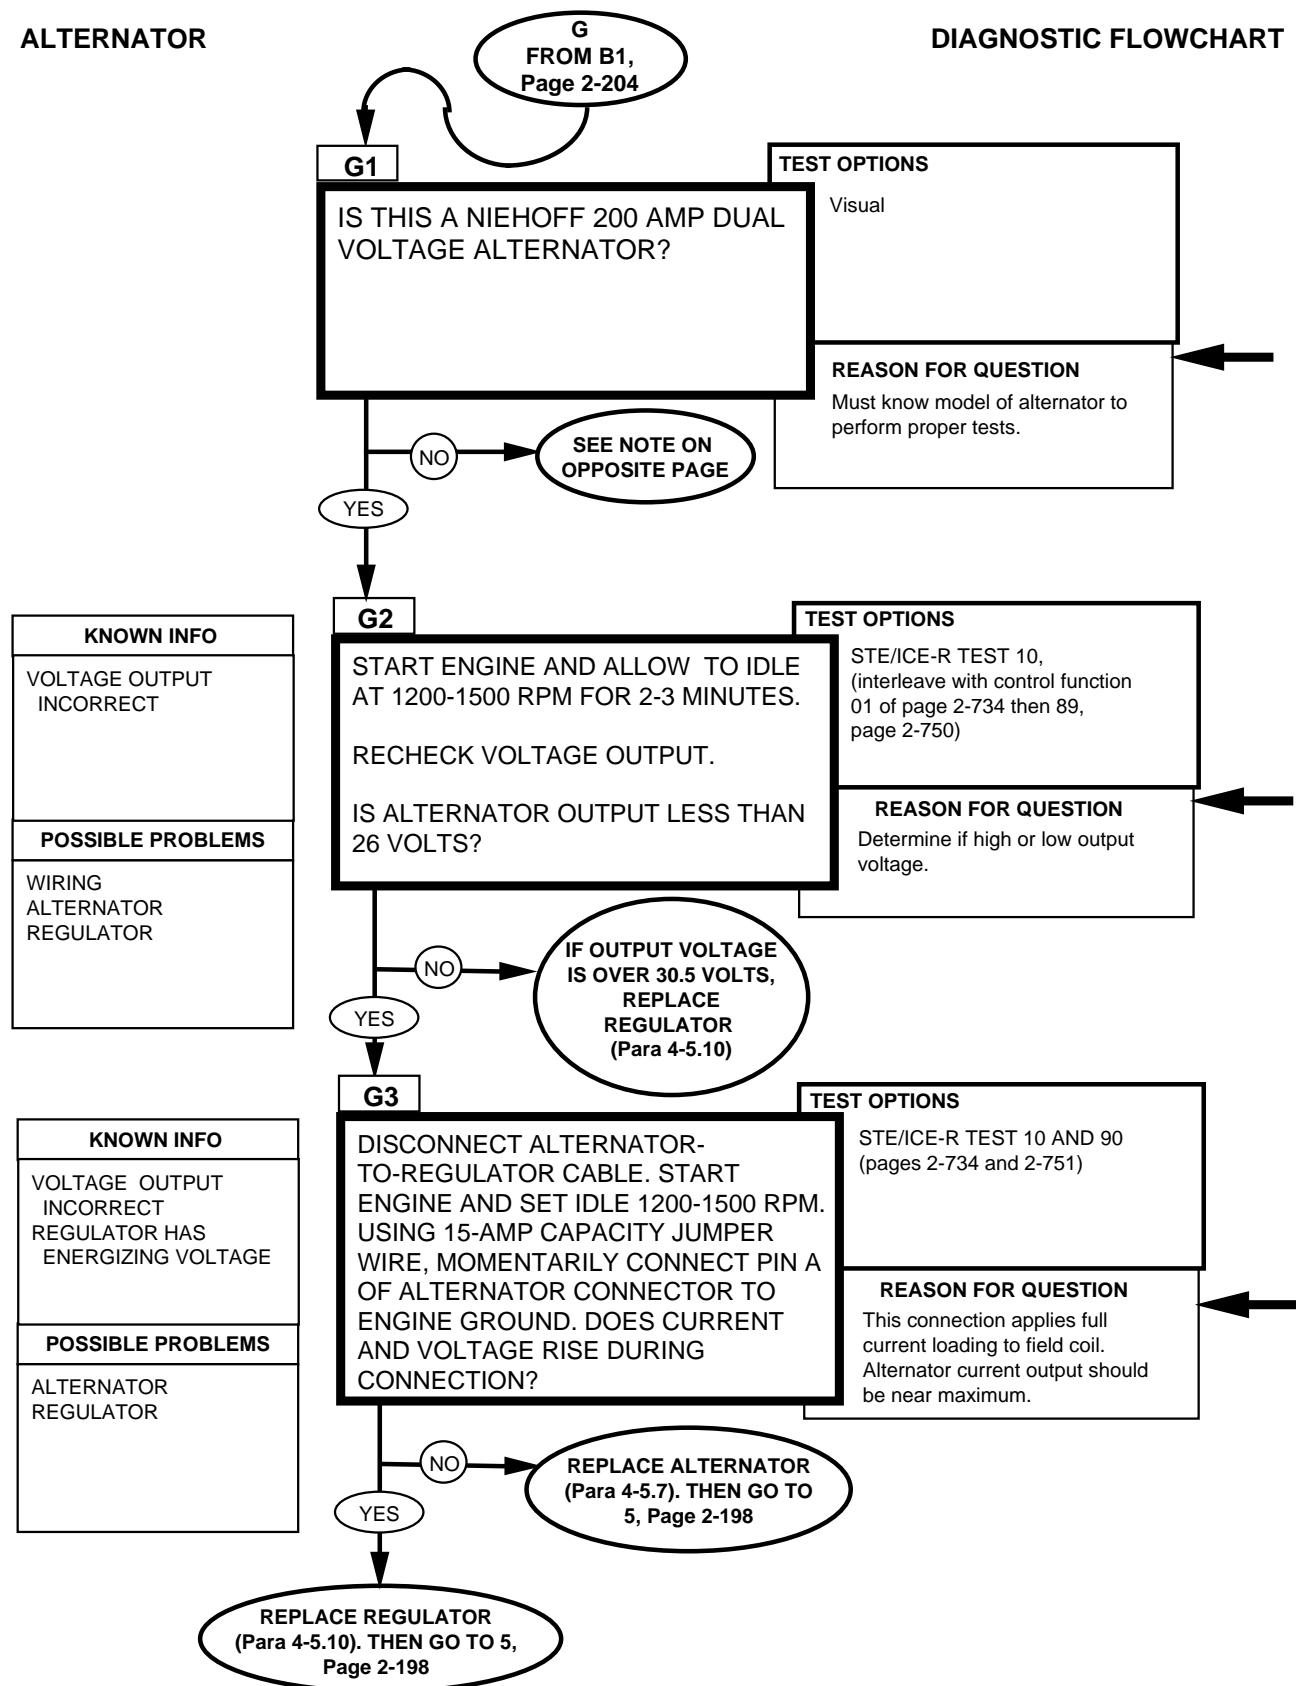 ALTERNATOR
DIAGNOSTIC FLOWCHART
G
FROM B1,
Page 2-204
G1
IS THIS A NIEHOFF 200 AMP DUAL
VOLTAGE ALTERNATOR?
TEST OPTIONS
Visual
REASON FOR QUESTION
Must know model of alternator to
perform proper tests.
NO
SEE NOTE ON
OPPOSITE PAGE
YES
KNOWN INFO
VOLTAGE OUTPUT
INCORRECT
POSSIBLE PROBLEMS
WIRING
ALTERNATOR
REGULATOR
G2
START ENGINE AND ALLOW TO IDLE
AT 1200-1500 RPM FOR 2-3 MINUTES.
RECHECK VOLTAGE OUTPUT.
IS ALTERNATOR OUTPUT LESS THAN
26 VOLTS?
TEST OPTIONS
STE/ICE-R TEST 10,
(interleave with control function
01 of page 2-734 then 89,
page 2-750)
REASON FOR QUESTION
Determine if high or low output
voltage.
NO
IF OUTPUT VOLTAGE
IS OVER 30.5 VOLTS,
REPLACE
REGULATOR
(Para 4-5.10)
YES
KNOWN INFO
VOLTAGE OUTPUT
INCORRECT
REGULATOR HAS
ENERGIZING VOLTAGE
POSSIBLE PROBLEMS
ALTERNATOR
REGULATOR
G3
DISCONNECT ALTERNATOR-
TO-REGULATOR CABLE. START
ENGINE AND SET IDLE 1200-1500 RPM.
USING 15-AMP CAPACITY JUMPER
WIRE, MOMENTARILY CONNECT PIN A
OF ALTERNATOR CONNECTOR TO
ENGINE GROUND. DOES CURRENT
AND VOLTAGE RISE DURING
CONNECTION?
TEST OPTIONS
STE/ICE-R TEST 10 AND 90
(pages 2-734 and 2-751)
REASON FOR QUESTION
This connection applies full
current loading to field coil.
Alternator current output should
be near maximum.
NO
REPLACE ALTERNATOR
(Para 4-5.7). THEN GO TO
5, Page 2-198
YES
REPLACE REGULATOR
(Para 4-5.10). THEN GO TO 5,
Page 2-198